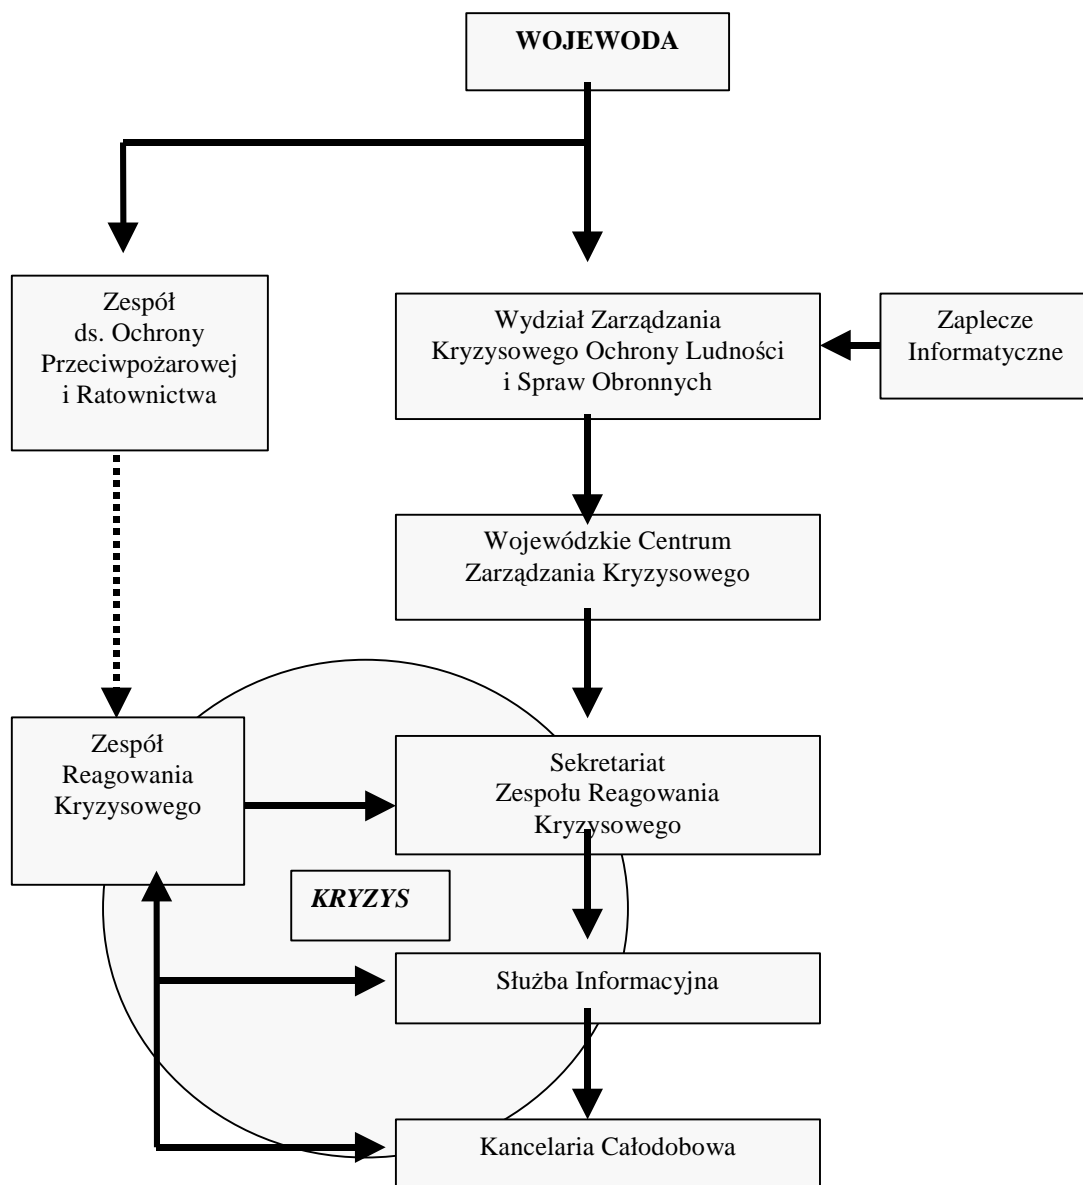 WOJEWODA
Zespół
ds. Ochrony
Przeciwpożarowej
i Ratownictwa
Wydział Zarządzania
Kryzysowego Ochrony Ludności
i Spraw Obronnych
Zaplecze
Informatyczne
Wojewódzkie Centrum
Zarządzania Kryzysowego
Zespół
Reagowania
Kryzysowego
Sekretariat
Zespołu Reagowania
Kryzysowego
KRYZYS
Służba Informacyjna
Kancelaria Całodobowa